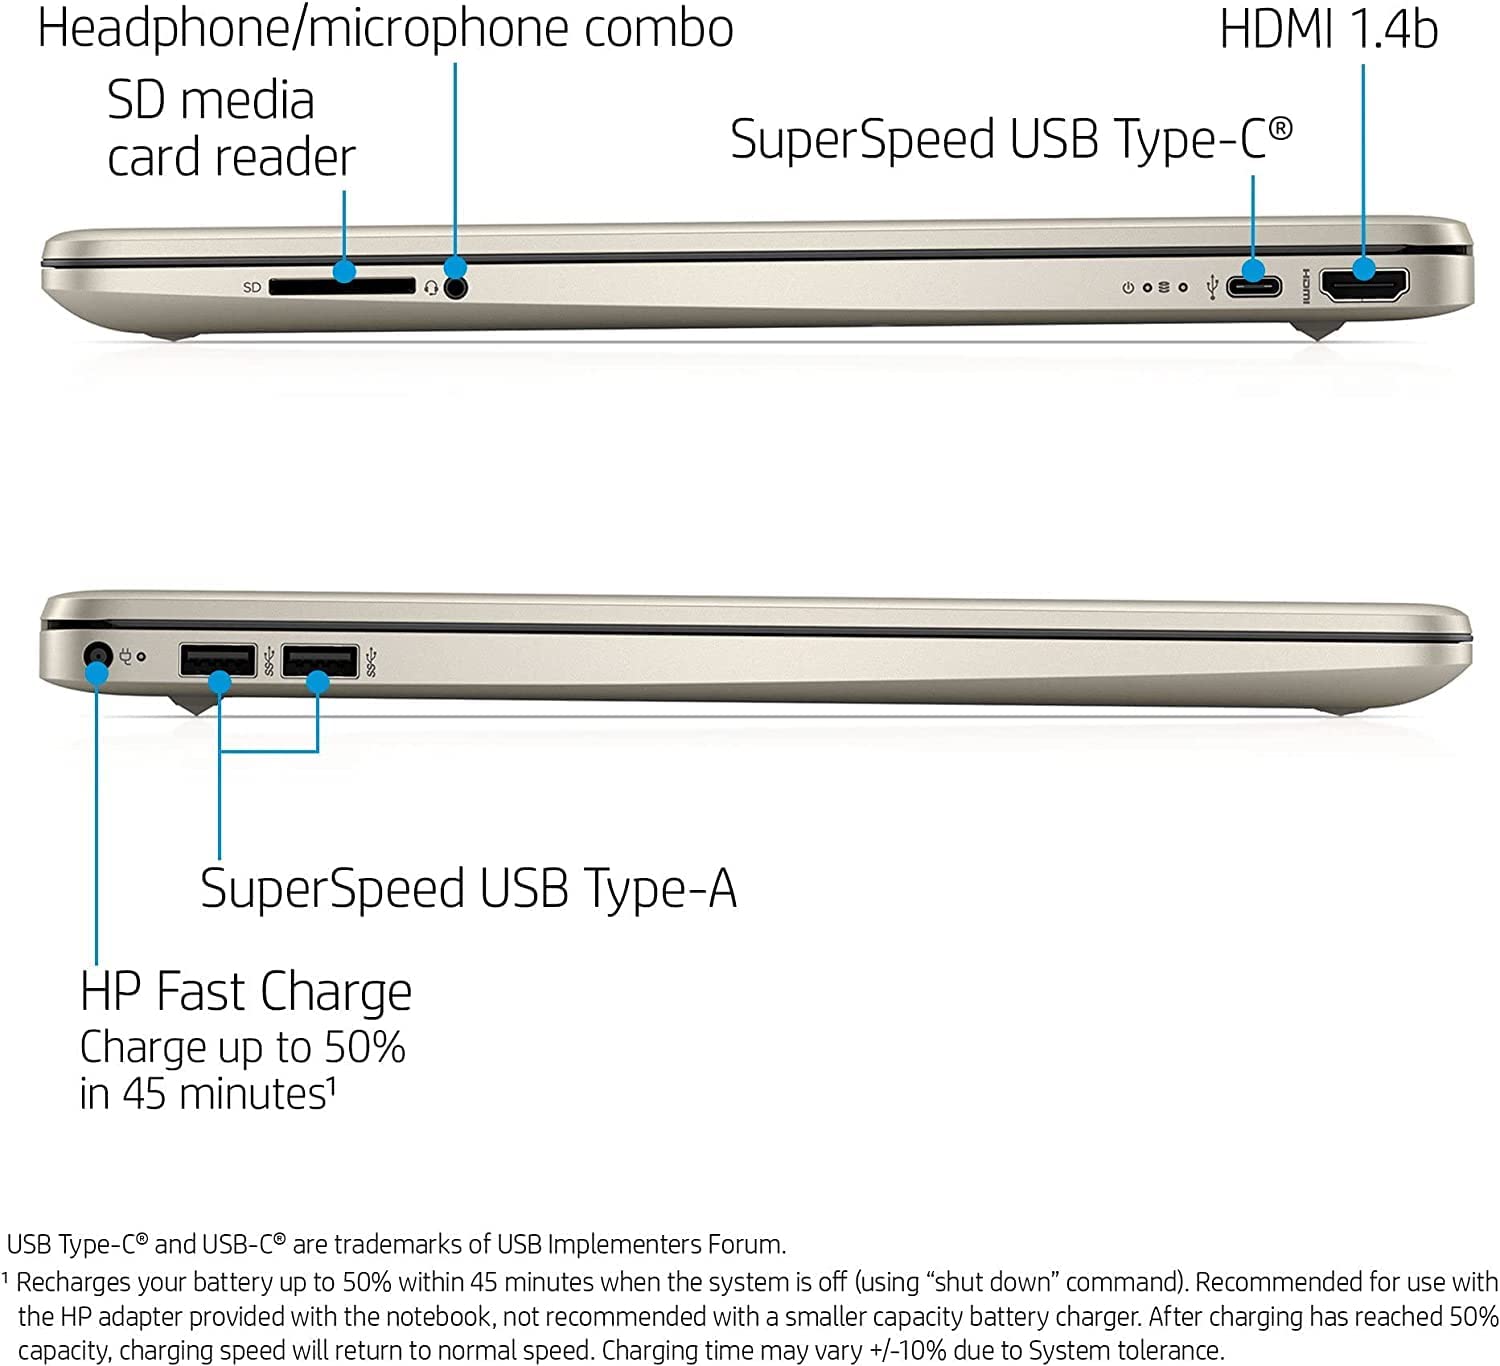 Headphone/microphone combo
HDMI 1.4b
SD media
card reader
SuperSpeed USB Type-C®
SD
HDMI
SS
SS
SuperSpeed USB Type-A
HP Fast Charge
Charge up to 50%
in 45 minutes¹
USB Type-C® and USB-C® are trademarks of USB Implementers Forum.
¹ Recharges your battery up to 50% within 45 minutes when the system is off (using “shut down” command). Recommended for use with
the HP adapter provided with the notebook, not recommended with a smaller capacity battery charger. After charging has reached 50%
capacity, charging speed will return to normal speed. Charging time may vary +/-10% due to System tolerance.